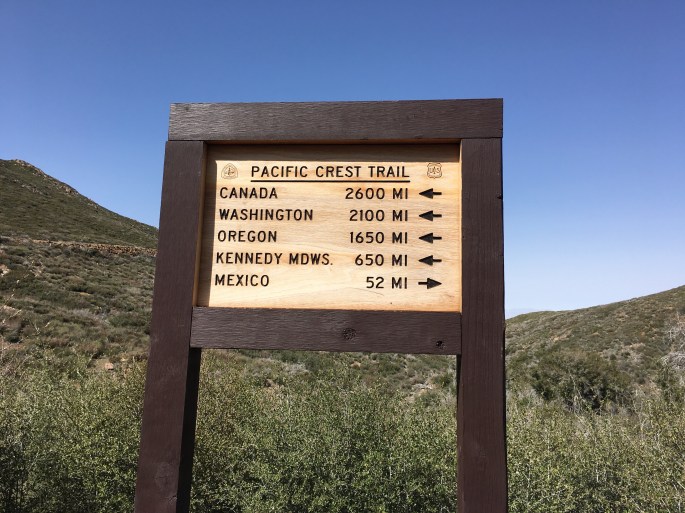 PACIFIC CREST TRAIL
CANADA 2600 MI ←
WASHINGTON 2100 MI ←
OREGON 1650 MI ←
KENNEDY MDWS. 650 MI ←
MEXICO 52 MI →